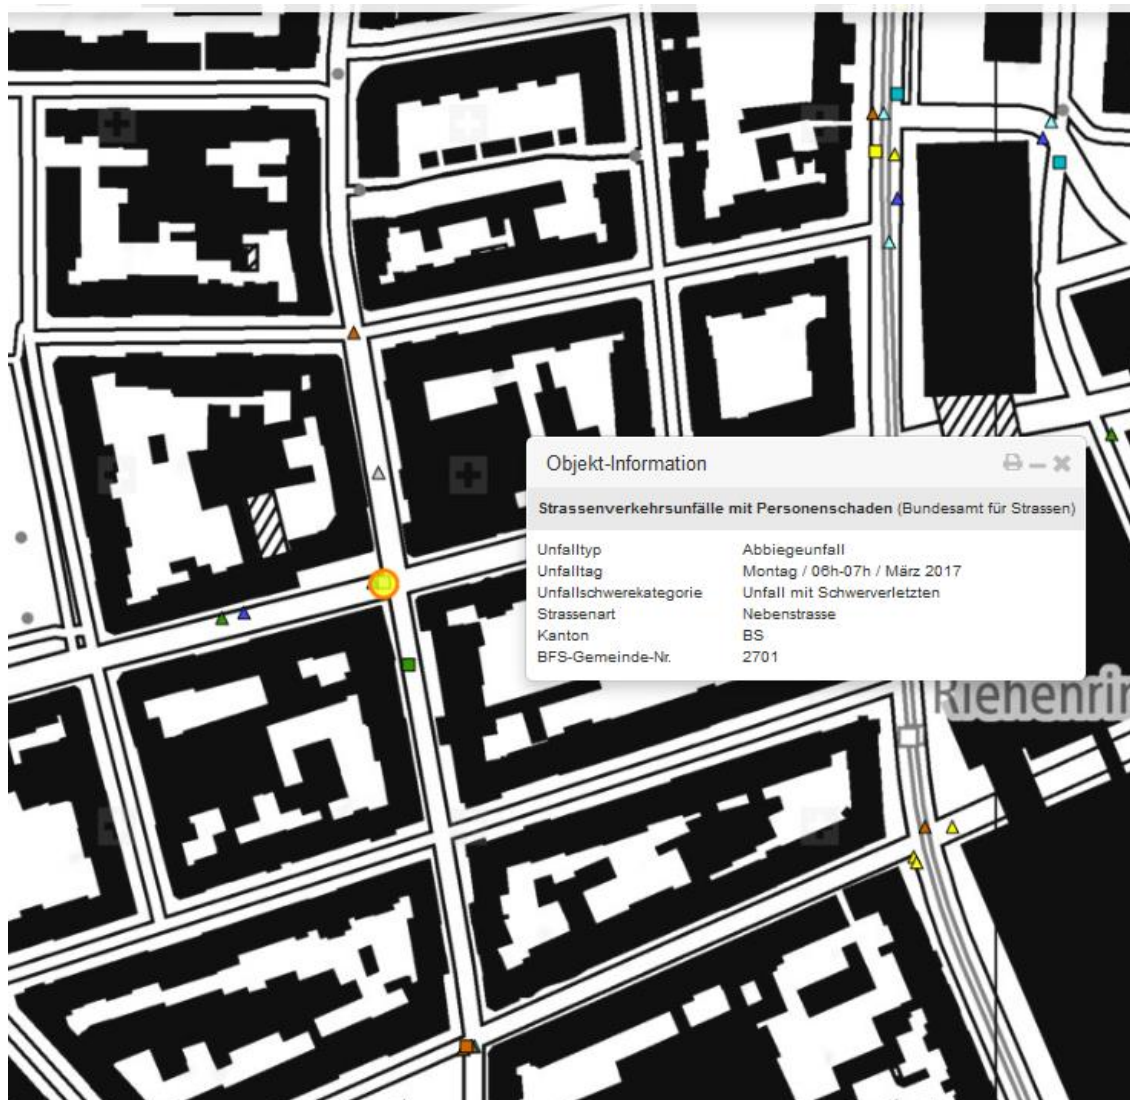 Objekt-Information
Strassenverkehrsunfälle mit Personenschaden (Bundesamt für Strassen)
Unfalltyp Abbiegeunfall
Unfalltag Montag / 06h-07h / März 2017
Unfallschwerekategorie Unfall mit Schwerverletzten
Strassenart Nebenstrasse
Kanton BS
BFS-Gemeinde-Nr. 2701
Riehenrin